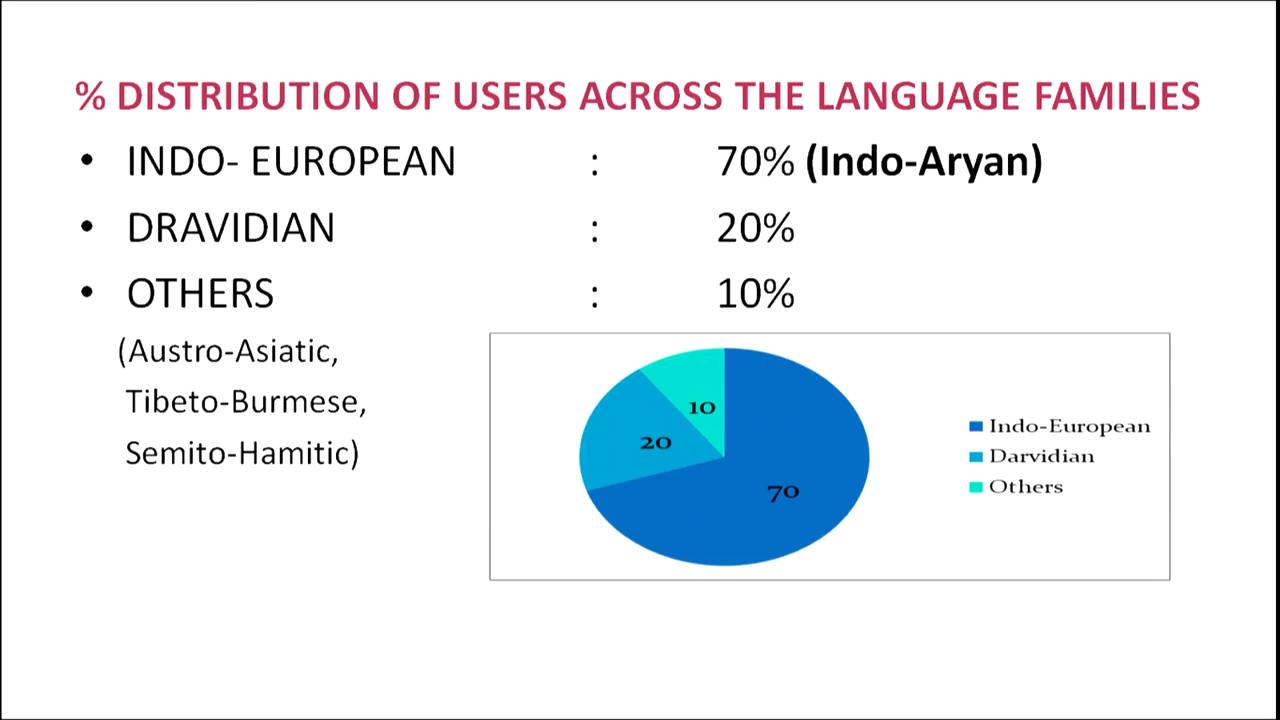 % DISTRIBUTION OF USERS ACROSS THE LANGUAGE FAMILIES
• INDO- EUROPEAN : 70% (Indo-Aryan)
• DRAVIDIAN : 20%
• OTHERS : 10%
(Austro-Asiatic,
Tibeto-Burmese,
Semito-Hamitic)
10
20
70
Indo-European
Darvidian
Others